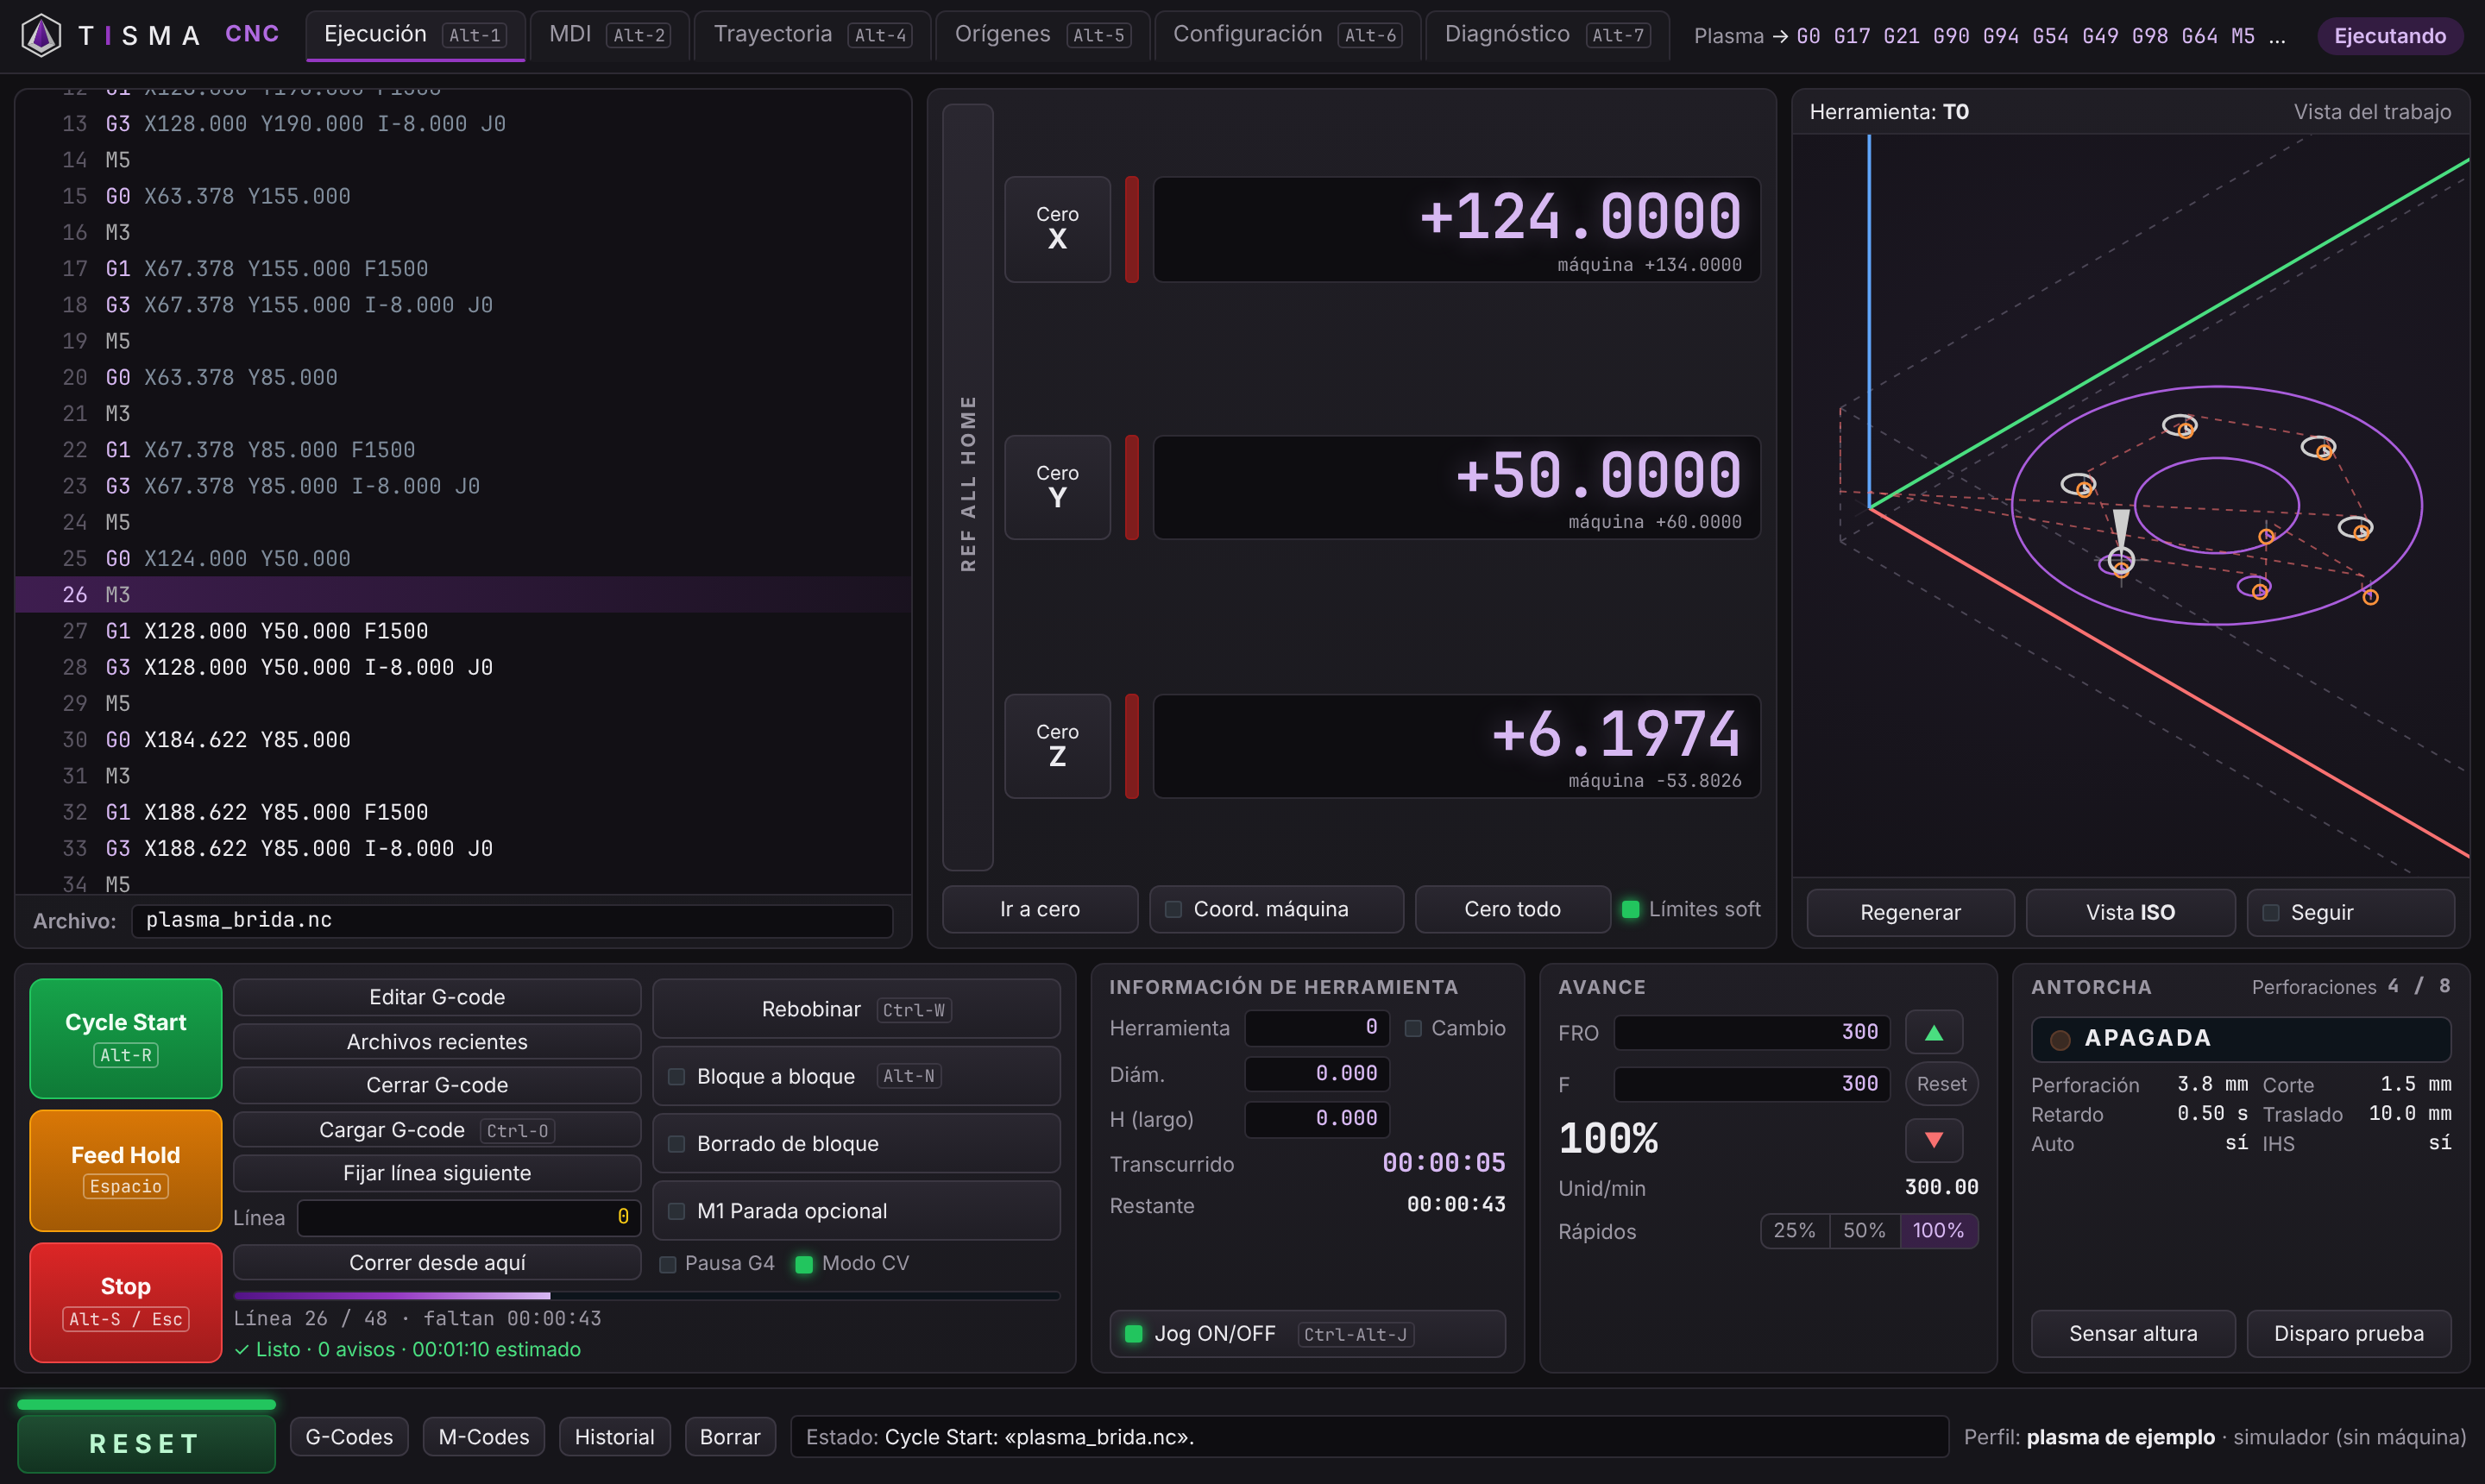 TISMA CNC
Ejecución Alt-1
MDI Alt-2
Trayectoria Alt-4
Orígenes Alt-5
Configuración Alt-6
Diagnóstico Alt-7
Plasma → G0 G17 G21 G90 G94 G54 G49 G98 G64 M5 …
Ejecutando
13 G3 X128.000 Y190.000 I-8.000 J0
14 M5
15 G0 X63.378 Y155.000
16 M3
17 G1 X67.378 Y155.000 F1500
18 G3 X67.378 Y155.000 I-8.000 J0
19 M5
20 G0 X63.378 Y85.000
21 M3
22 G1 X67.378 Y85.000 F1500
23 G3 X67.378 Y85.000 I-8.000 J0
24 M5
25 G0 X124.000 Y50.000
26 M3
27 G1 X128.000 Y50.000 F1500
28 G3 X128.000 Y50.000 I-8.000 J0
29 M5
30 G0 X184.622 Y85.000
31 M3
32 G1 X188.622 Y85.000 F1500
33 G3 X188.622 Y85.000 I-8.000 J0
34 M5
Archivo: plasma_brida.nc
REF ALL HOME
Cero X
+124.0000
máquina +134.0000
Cero Y
+50.0000
máquina +60.0000
Cero Z
+6.1974
máquina -53.8026
Ir a cero
Coord. máquina
Cero todo
Límites soft
Herramienta: T0
Vista del trabajo
Regenerar
Vista ISO
Seguir
Cycle Start
Alt-R
Feed Hold
Espacio
Stop
Alt-S / Esc
Editar G-code
Archivos recientes
Cerrar G-code
Cargar G-code Ctrl-O
Fijar línea siguiente
Línea 0
Correr desde aquí
Rebobinar Ctrl-W
Bloque a bloque Alt-N
Borrado de bloque
M1 Parada opcional
Pausa G4
Modo CV
Línea 26 / 48 · faltan 00:00:43
✓ Listo · 0 avisos · 00:01:10 estimado
INFORMACIÓN DE HERRAMIENTA
Herramienta 0 Cambio
Diám. 0.000
H (largo) 0.000
Transcurrido 00:00:05
Restante 00:00:43
Jog ON/OFF Ctrl-Alt-J
AVANCE
FRO 300
F 300
Reset
100%
Unid/min 300.00
Rápidos 25% 50% 100%
ANTORCHA
Perforaciones 4 / 8
APAGADA
Perforación 3.8 mm Corte 1.5 mm
Retardo 0.50 s Traslado 10.0 mm
Auto sí IHS sí
Sensar altura
Disparo prueba
RESET
G-Codes
M-Codes
Historial
Borrar
Estado: Cycle Start: «plasma_brida.nc».
Perfil: plasma de ejemplo · simulador (sin máquina)